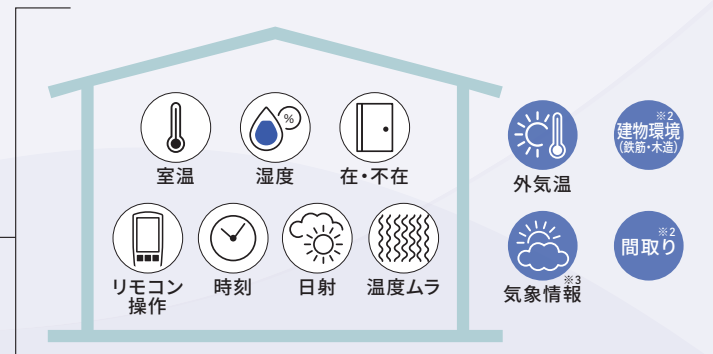 %
室温
湿度
在・不在
リモコン
操作
時刻
日射
温度ムラ
外気温
※2
建物環境
(鉄筋・木造)
※3
気象情報
※2
間取り